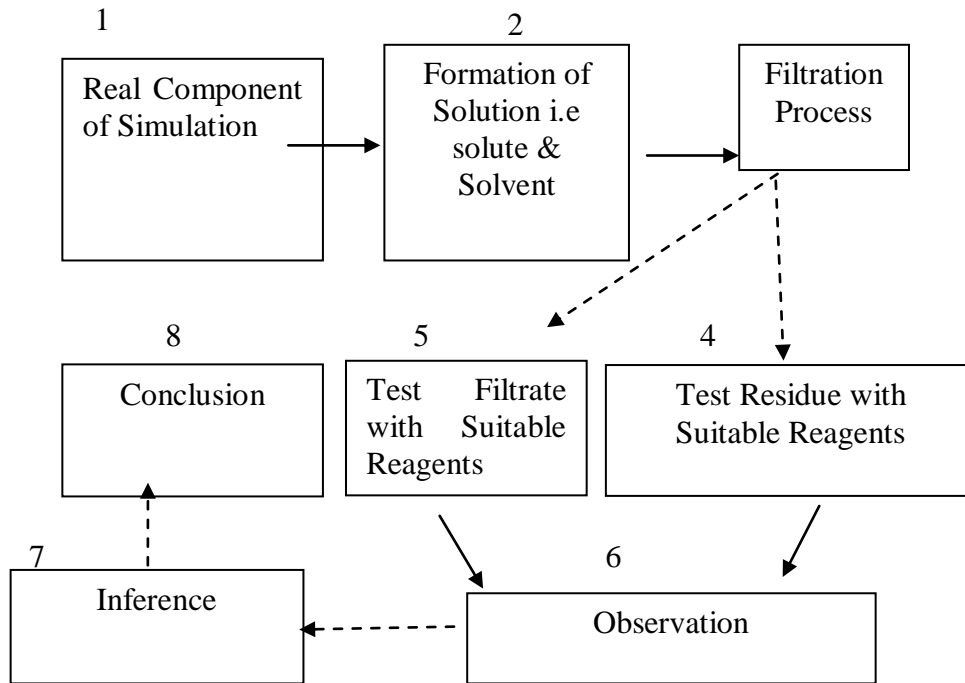 1
Real Component
of Simulation
2
Formation of
Solution i.e
solute &
Solvent
Filtration
Process
8
Conclusion
5
Test Filtrate
with Suitable
Reagents
4
Test Residue with
Suitable Reagents
7
Inference
6
Observation